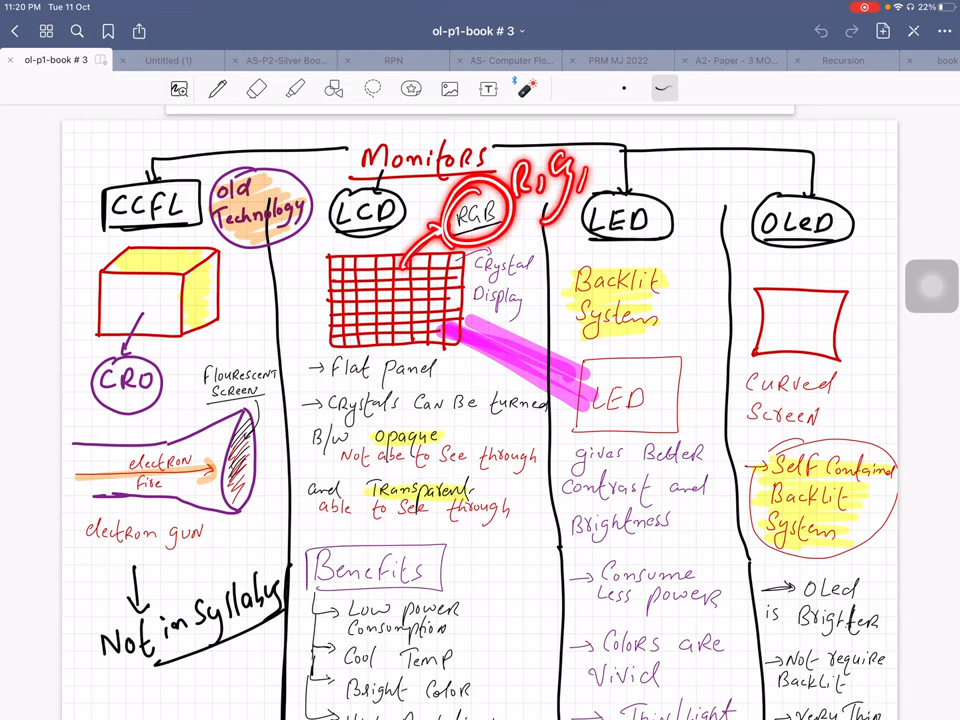 11:20 PM Tue 11 Oct
22%
ol-p1-book # 3
ol-p1-book # 3
Untitled (1)
AS-P2-Silver Boo...
RPN
AS- Computer Flo...
PRM MJ 2022
A2- Paper - 3 MO...
Recursion
book
Monitors
CCFL
old
Technology
CRO
Flourescent
Screen
electron
fire
electron gun
Not in Syllabus
LCD
RGB
R, G,
Crystal
Display
→ Flat Panel
→ Crystals Can Be turned
B/w opaque
Not abe to See through
and Transparent
able to See through
Benefits
→ Low power
Consumption
→ Cool Temp
→ Bright Color
LED
Backlit
System
LED
gives Better
Contrast and
Brightness
→ Consume
Less power
→ Colors are
Vivid
→ Thin/Light
OLeD
Curved
Screen
→ Self Contained
Backlit
System
→ OLed
is Brighter
→ Not require
Backlit
→ Very Thin